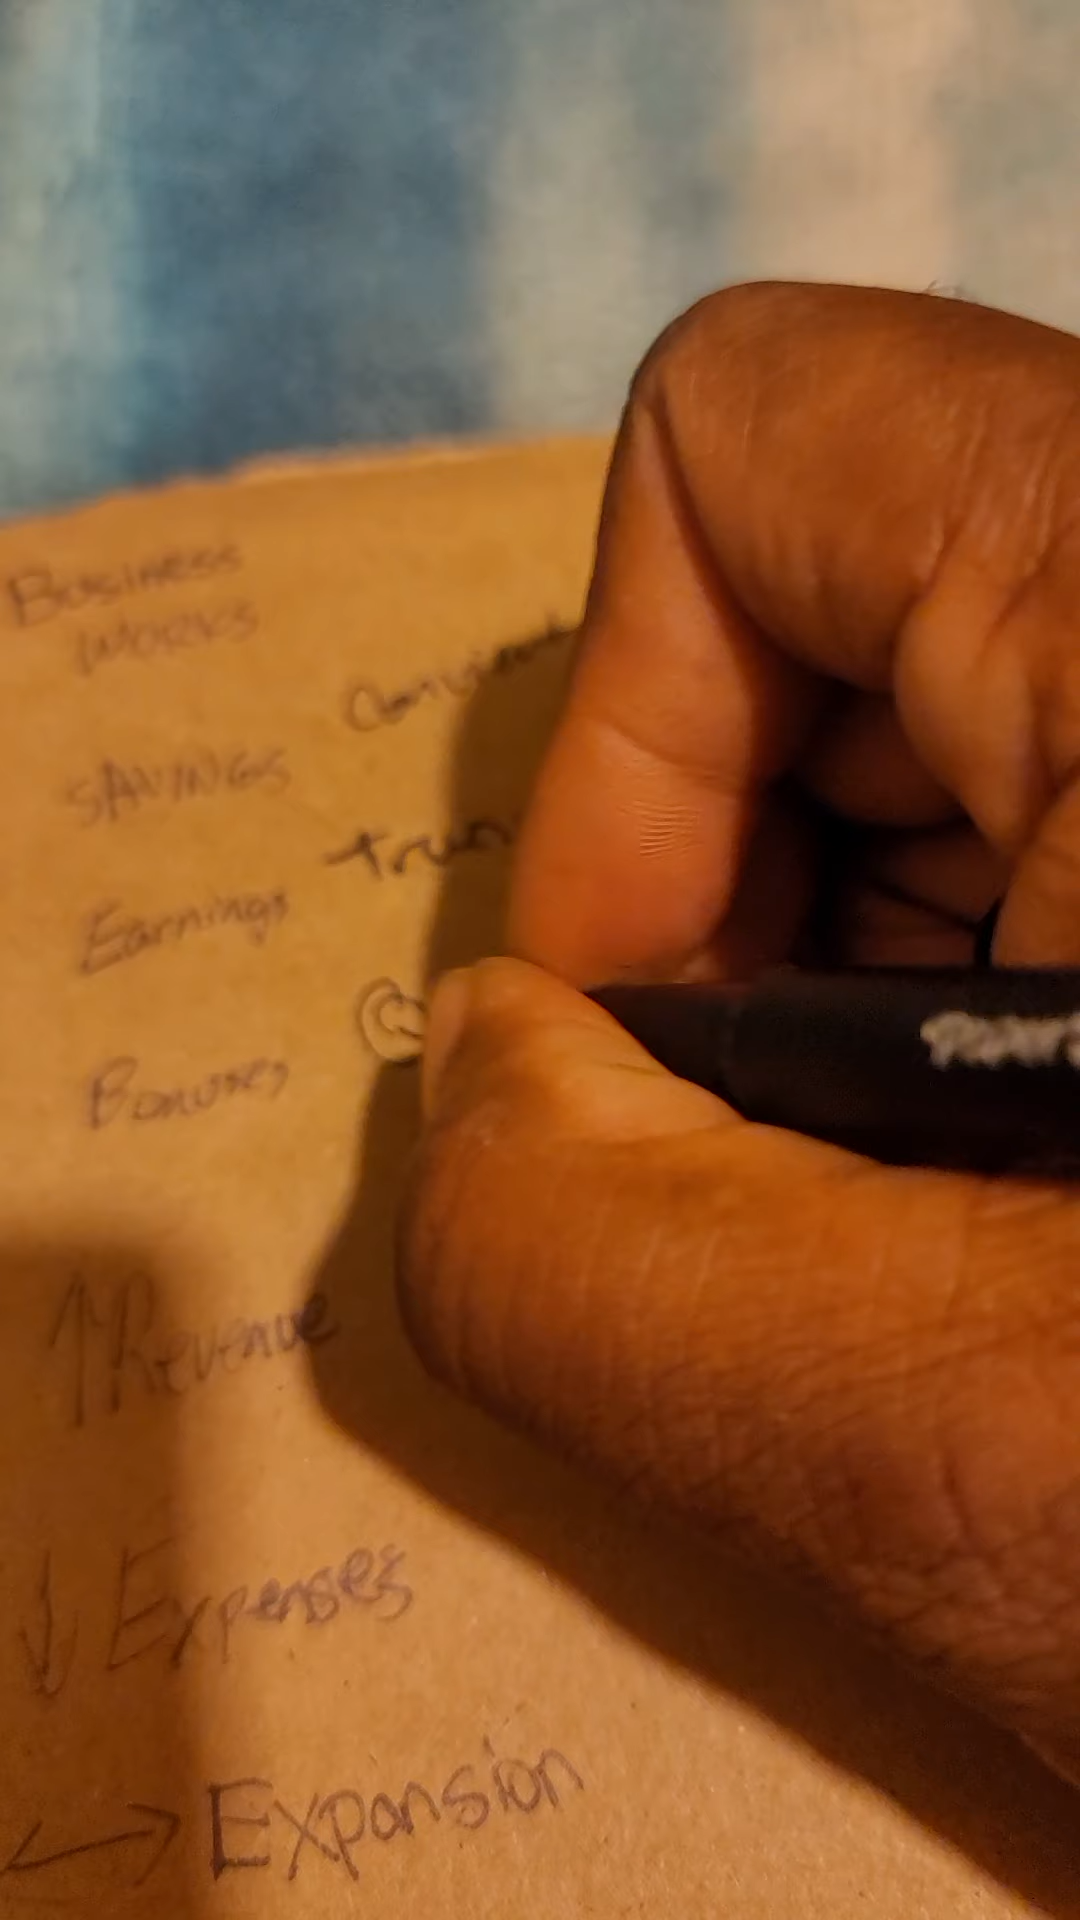 Business
WORKS
SAVINGS
Earnings
Bonuses
↑ Revenue
↓ Expenses
↔ Expansion